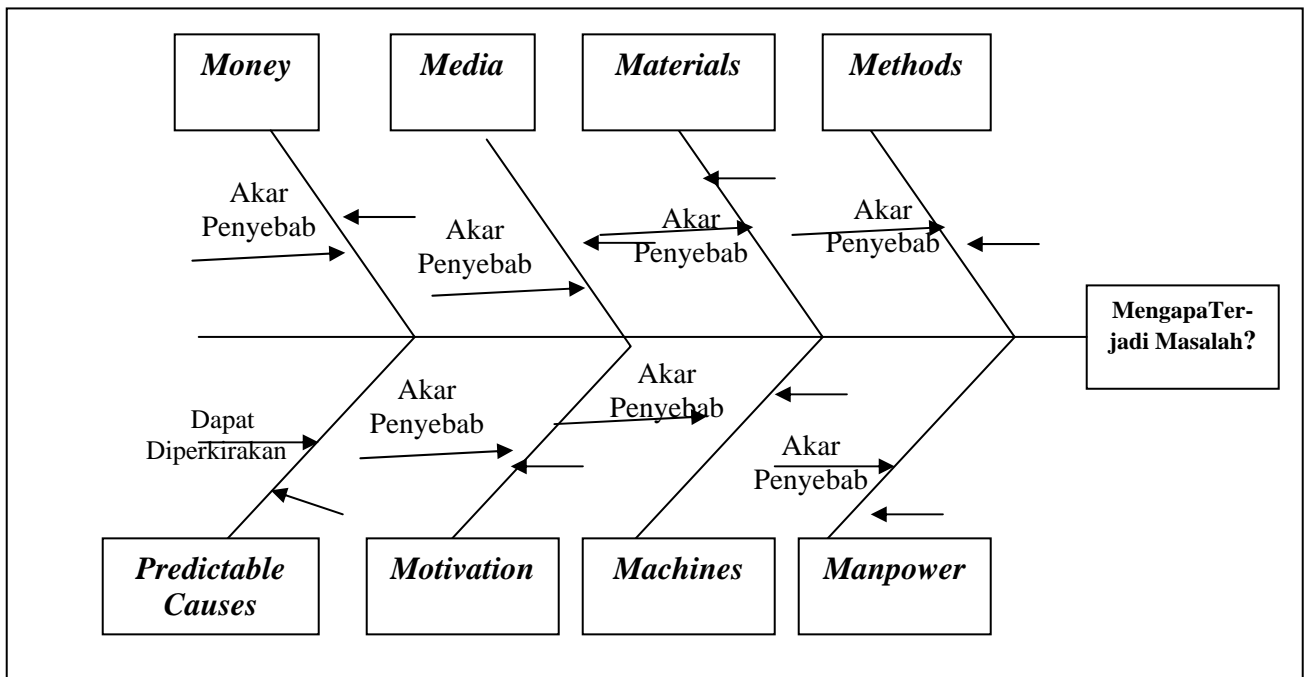 Money
Media
Materials
Methods
Akar
Penyebab
Akar
Penyebab
Akar
Penyebab
Akar
Penyebab
MengapaTer-
jadi Masalah?
Dapat
Diperkirakan
Akar
Penyebab
Akar
Penyebab
Akar
Penyebab
Predictable
Causes
Motivation
Machines
Manpower